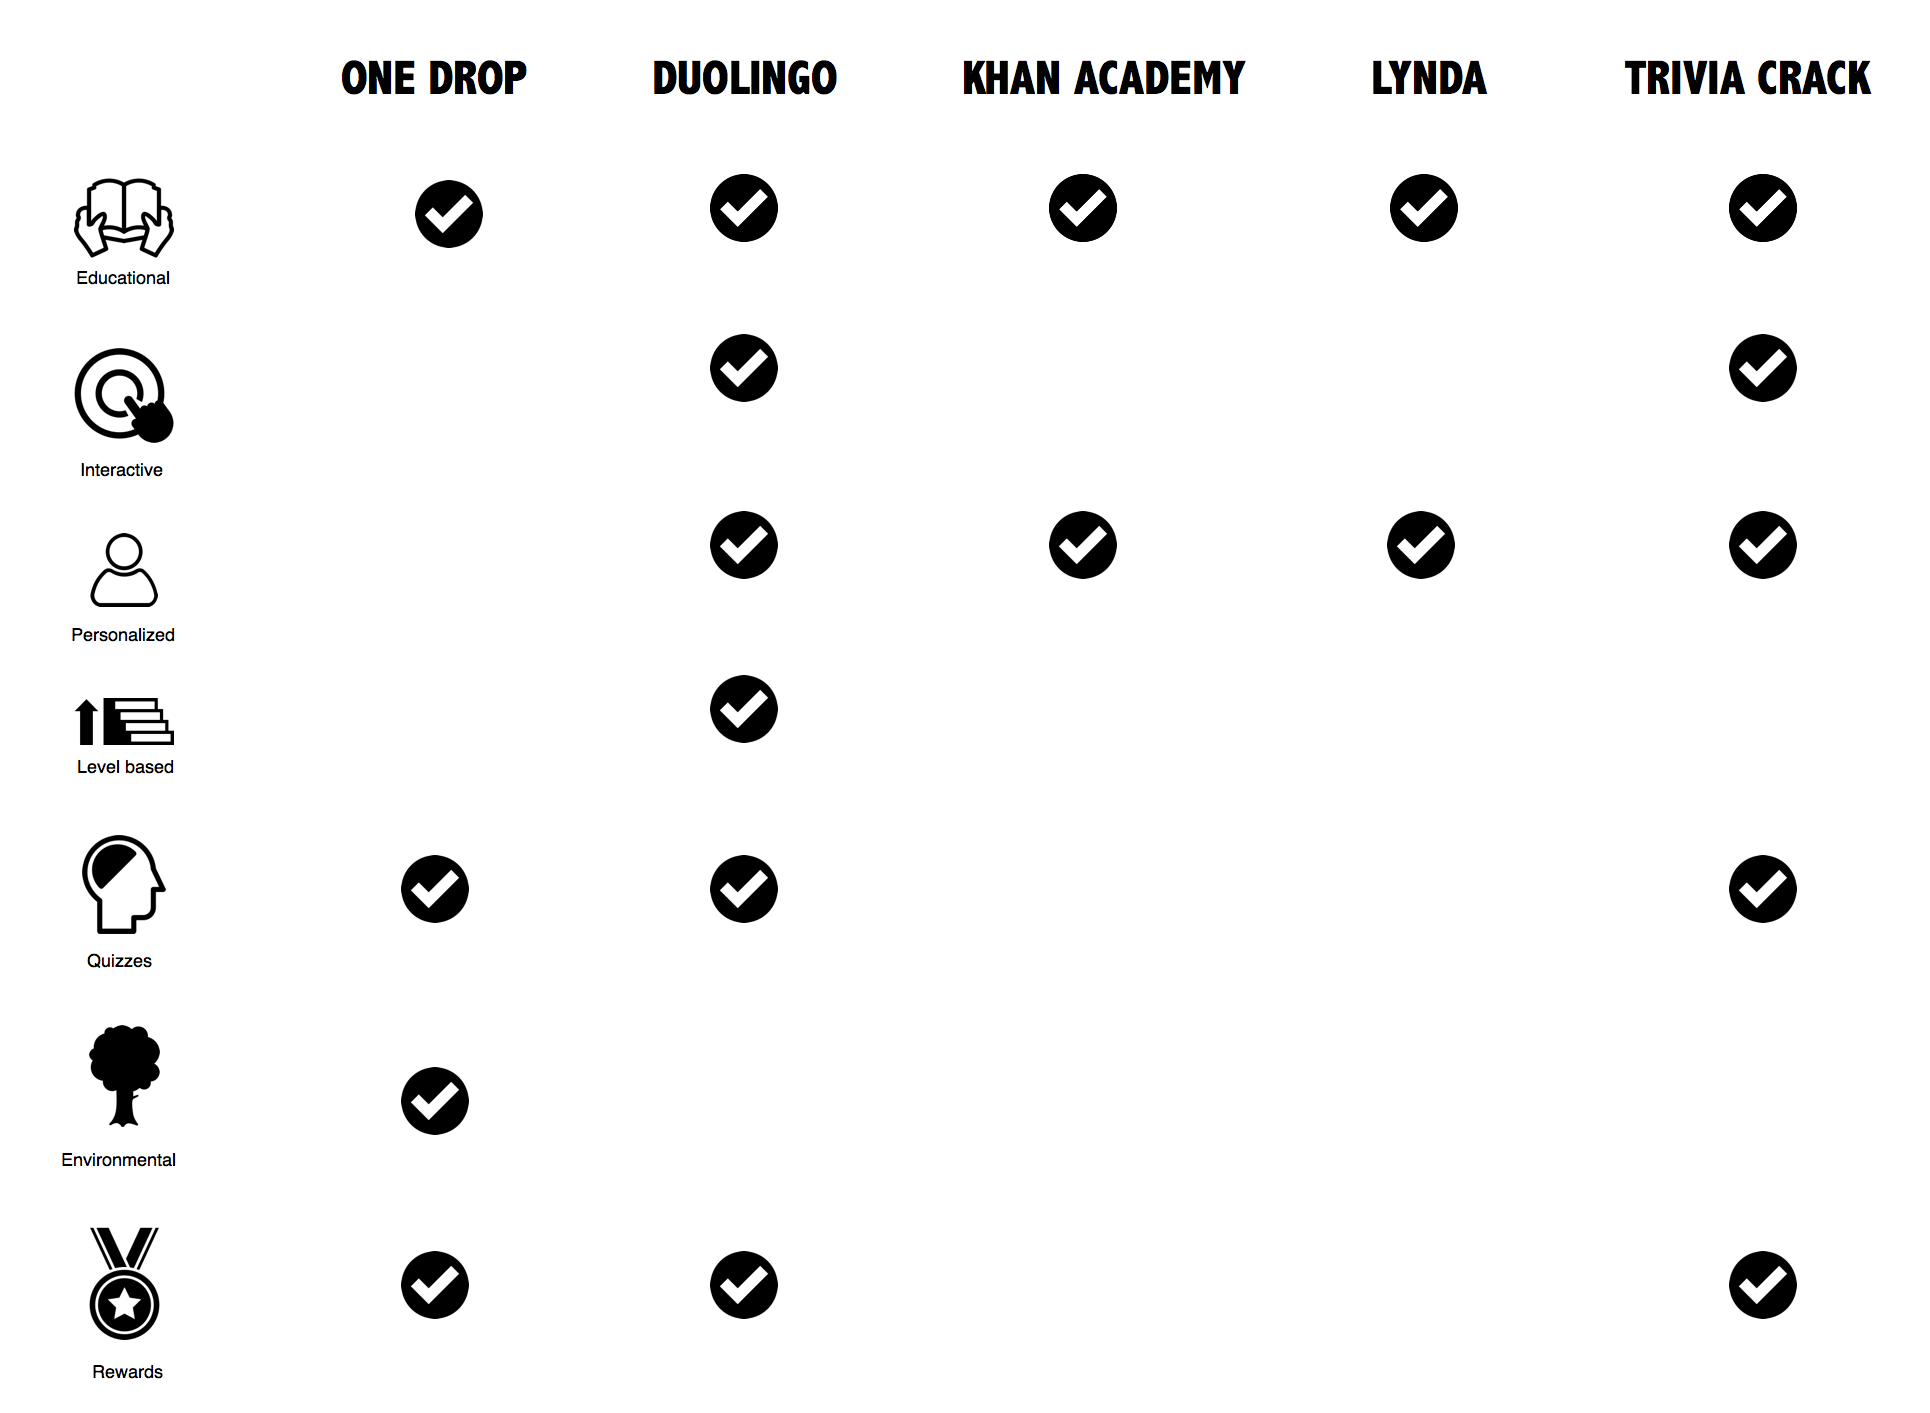 ONE DROP DUOLINGO KHAN ACADEMY LYNDA TRIVIA CRACK
Educational
Interactive
Personalized
Level based
Quizzes
Environmental
Rewards